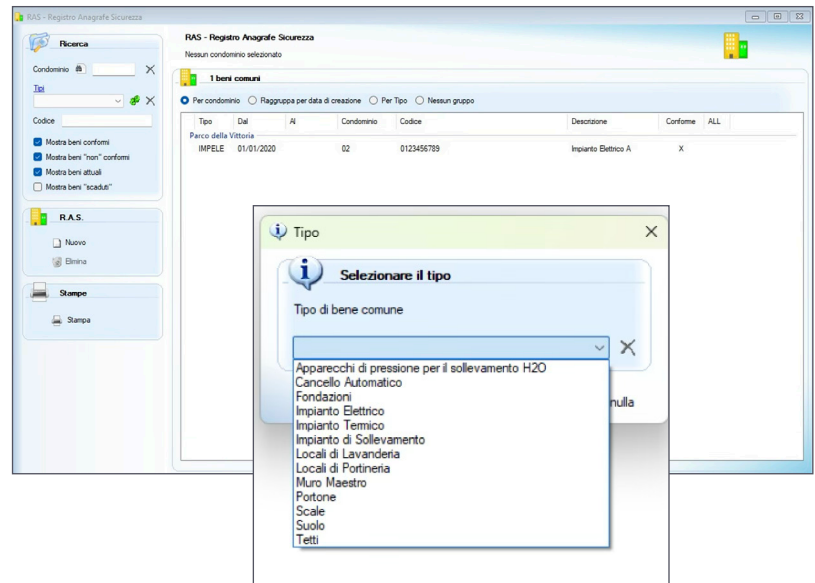 RAS - Registro Anagrafe Sicurezza
Ricerca
Condominio
Tipi
Codice
Mostra beni conformi
Mostra beni "non" conformi
Mostra beni attuali
Mostra beni "scaduti"
R.A.S.
Nuovo
Elimina
Stampe
Stampa
RAS - Registro Anagrafe Sicurezza
Nessun condominio selezionato
1 beni comuni
Per condominio Raggruppa per data di creazione Per Tipo Nessun gruppo
Tipo Dal Al Condominio Codice Descrizione Conforme ALL
Parco della Vittoria
IMPELE 01/01/2020 02 0123456789 Impianto Elettrico A X
Tipo
Selezionare il tipo
Tipo di bene comune
Apparecchi di pressione per il sollevamento H2O
Cancello Automatico
Fondazioni
Impianto Elettrico
Impianto Termico
Impianto di Sollevamento
Locali di Lavanderia
Locali di Portineria
Muro Maestro
Portone
Scale
Suolo
Tetti
nulla